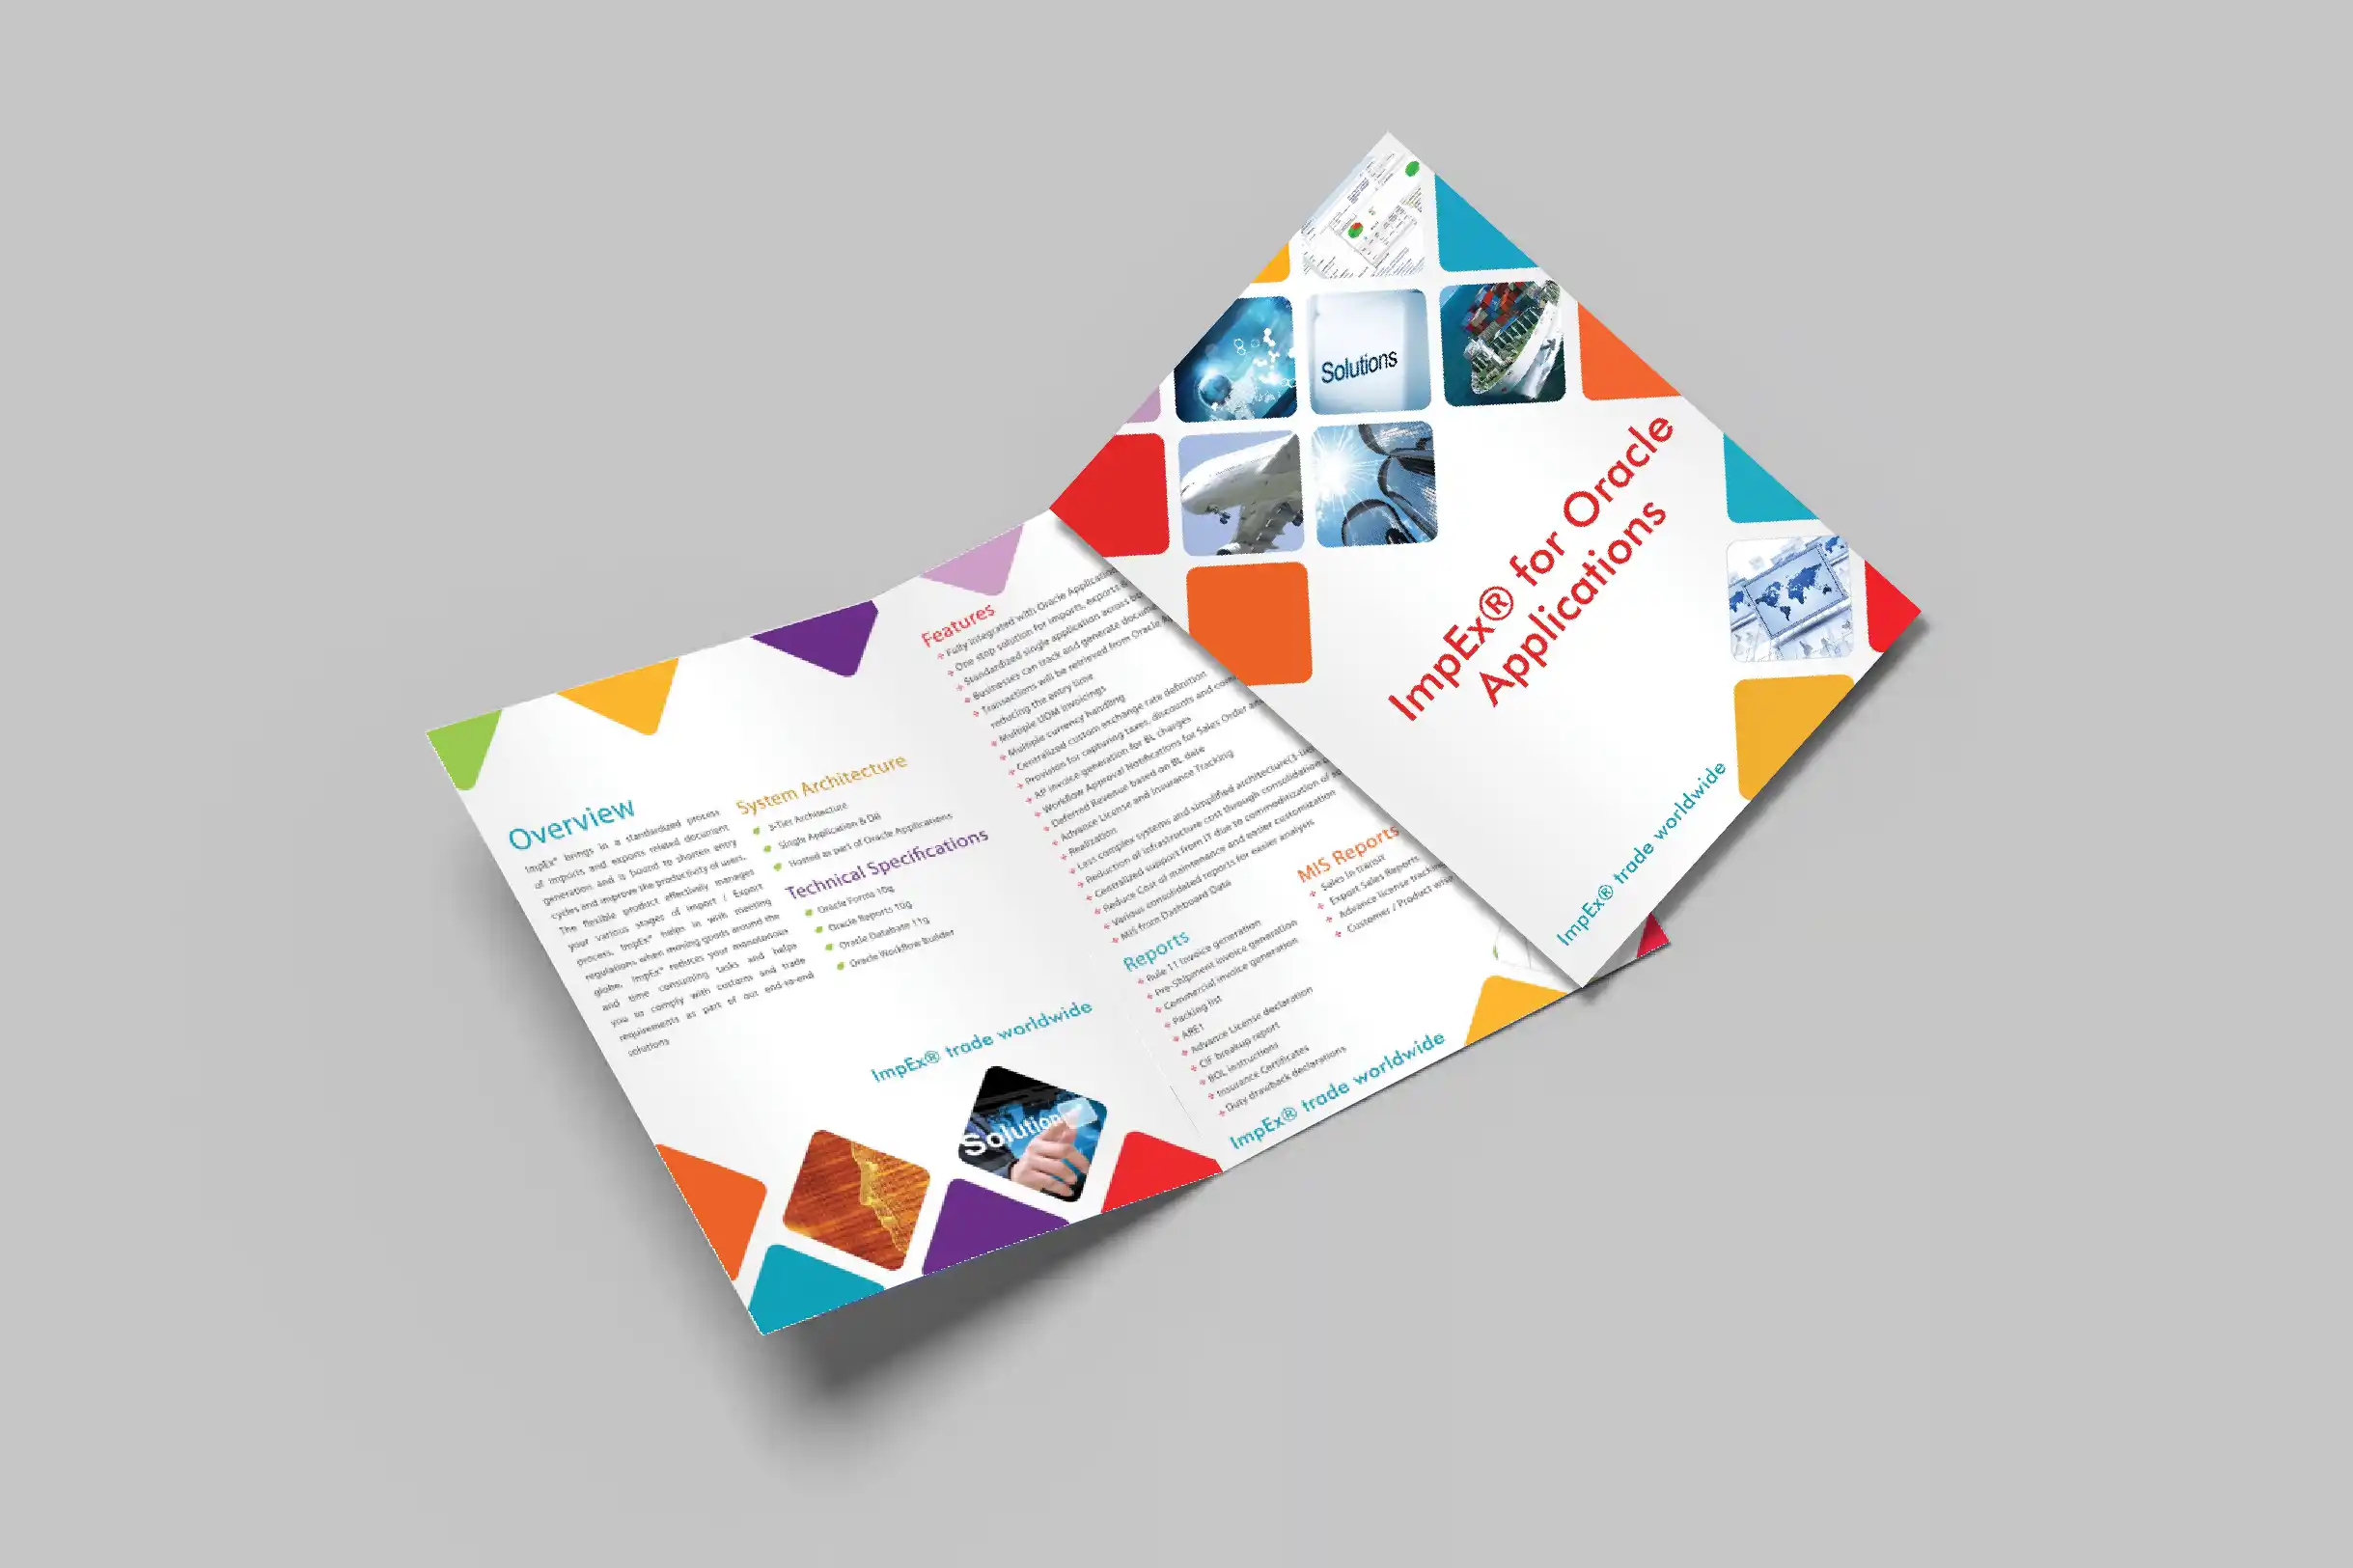 Solutions
ImpEx® for Oracle
Applications
ImpEx® trade worldwide
Overview
ImpEx® brings in a standardized process
of imports and exports related document
generation and is bound to shorten entry
cycles and improve the productivity of users.
The flexible product effectively manages
your various stages of Import / Export
process. ImpEx® helps in with meeting
regulations when moving goods around the
globe. ImpEx® reduces your monotonous
and time consuming tasks and helps
you to comply with customs and trade
requirements as part of our end-to-end
solutions
System Architecture
3-Tier Architecture
Single Application & DB
Hosted as part of Oracle Applications
Technical Specifications
Oracle Forms 10g
Oracle Reports 10g
Oracle Database 11g
Oracle Workflow Builder
ImpEx® trade worldwide
Solution
Features
Fully integrated with Oracle Application
One stop solution for imports, exports &
Standardized single application across
Businesses can track and generate
Transactions will be retrieved from Oracle
reducing the entry time
Multiple UOM invoicings
Multiple currency handling
Centralized custom exchange rate definition
Provision for capturing taxes, discounts and
AP invoice generation for BL charges
Workflow Approval Notifications for Sales Order
Deferred Revenue based on BL date
Advance License and Insurance Tracking
Realization
Less complex systems and simplified architecture
Reduction of infrastructure cost through consolidation
Centralized support from IT due to commoditization of
Reduce Cost of maintenance and easier customization
Various consolidated reports for easier analysis
MIS from Dashboard Data
Reports
Rule 11 Invoice generation
Pre-Shipment invoice generation
Commercial invoice generation
Packing list
ARE1
Advance License declaration
CIF breakup report
BOL instructions
Insurance Certificates
Duty drawback declarations
MIS Reports
Sales in transit
Export Sales Reports
Advance license tracking
Customer / Product wise
ImpEx® trade worldwide